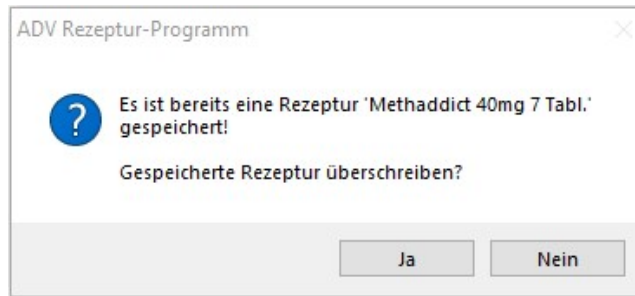 ADV Rezeptur-Programm
Es ist bereits eine Rezeptur 'Methaddict 40mg 7 Tabl.'
gespeichert!
Gespeicherte Rezeptur überschreiben?
Ja
Nein